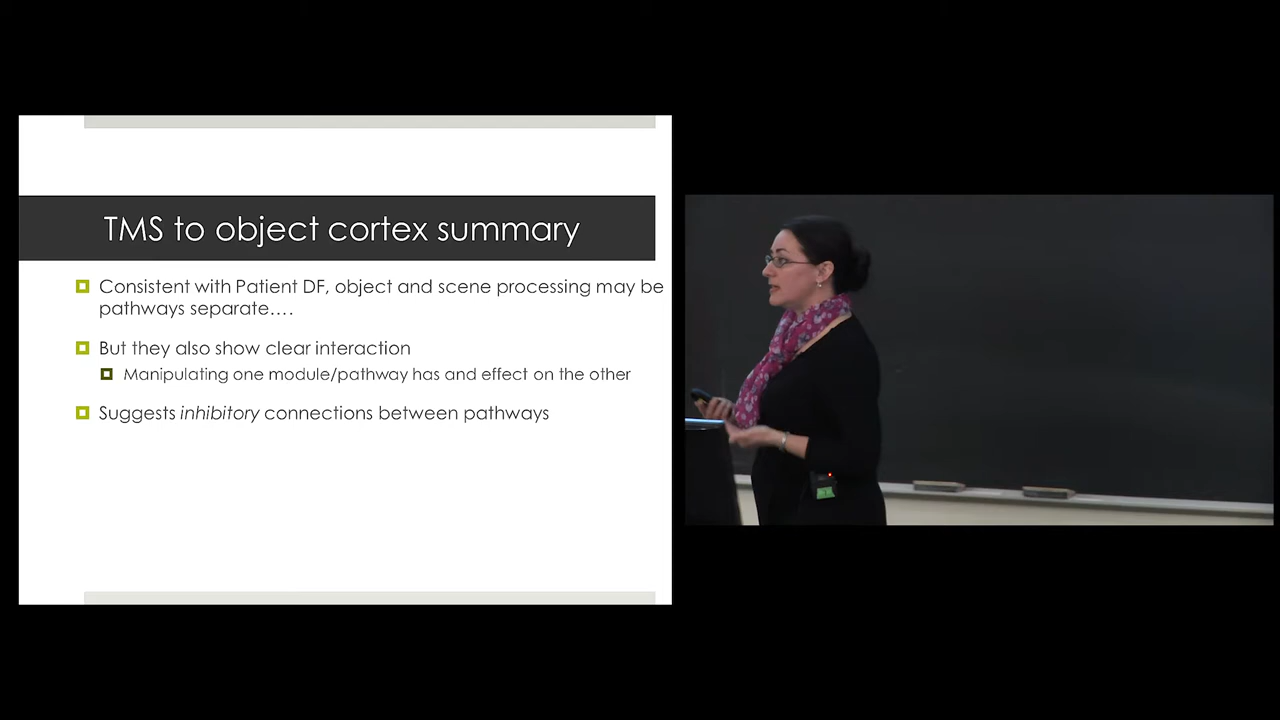 TMS to object cortex summary
Consistent with Patient DF, object and scene processing may be
pathways separate....
But they also show clear interaction
Manipulating one module/pathway has and effect on the other
Suggests inhibitory connections between pathways